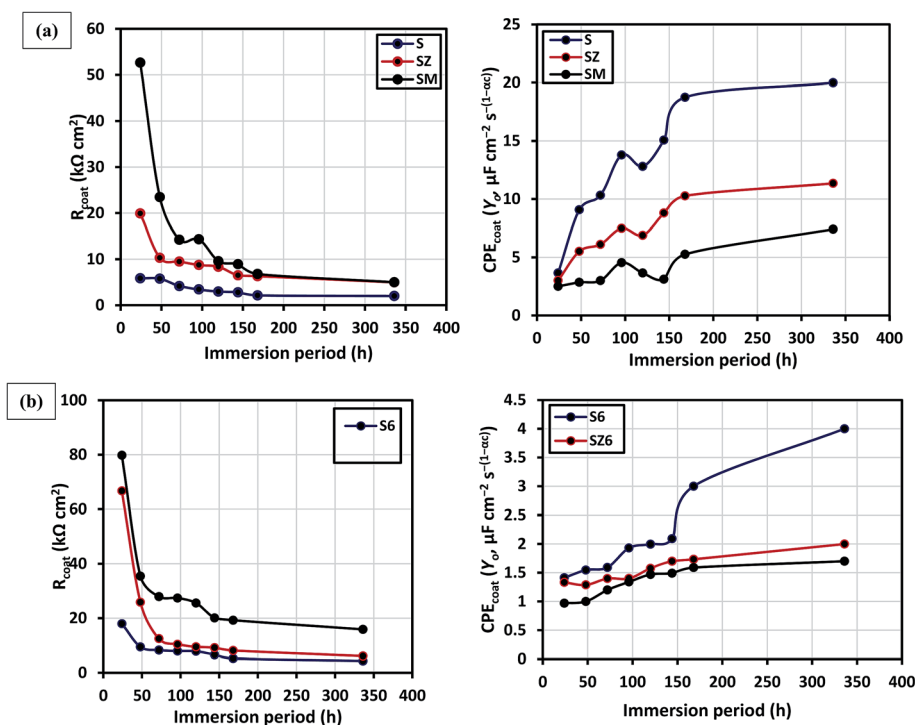 (a)
60
50
40
30
20
10
0
R_coat (kΩ cm²)
S
SZ
SM
0 50 100 150 200 250 300 350 400
Immersion period (h)
25
20
15
10
5
0
CPE_coat (Y_o, μF cm⁻² s⁻⁽¹⁻ᵅᶜ⁾)
S
SZ
SM
0 50 100 150 200 250 300 350 400
Immersion period (h)
(b)
100
80
60
40
20
0
R_coat (kΩ cm²)
S6
0 50 100 150 200 250 300 350 400
Immersion period (h)
4.5
4
3.5
3
2.5
2
1.5
1
0.5
0
CPE_coat (Y_o, μF cm⁻² s⁻⁽¹⁻ᵅᶜ⁾)
S6
SZ6
0 50 100 150 200 250 300 350 400
Immersion period (h)